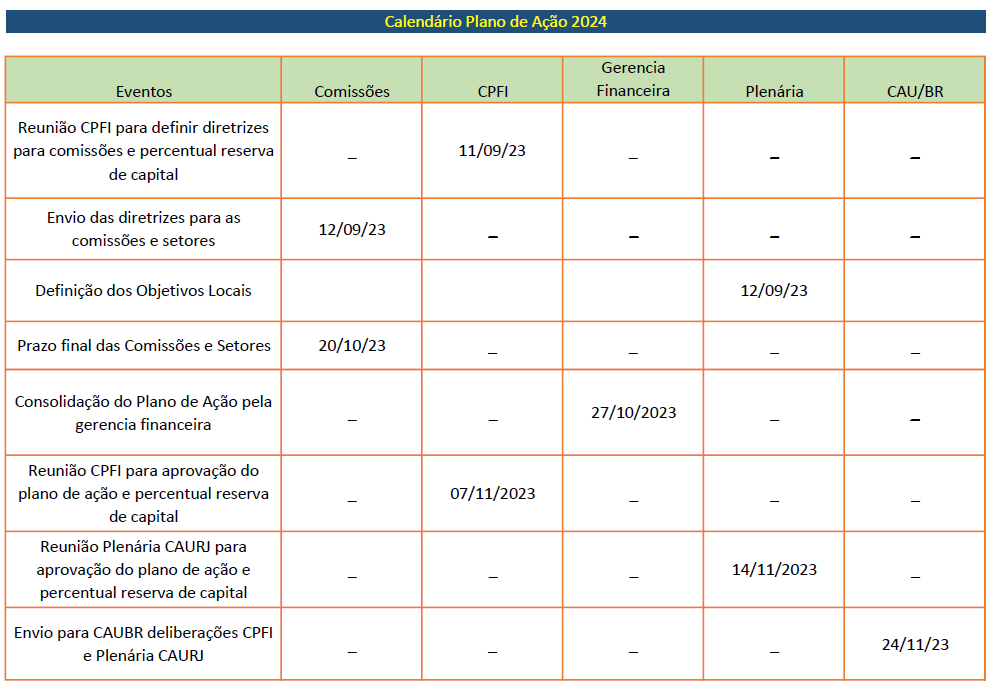 Calendário Plano de Ação 2024
Eventos Comissões CPFI Gerencia Financeira Plenária CAU/BR
Reunião CPFI para definir diretrizes
para comissões e percentual reserva
de capital
_ 11/09/23 _ _ _
Envio das diretrizes para as
comissões e setores
12/09/23 _ _ _ _
Definição dos Objetivos Locais 12/09/23
Prazo final das Comissões e Setores 20/10/23 _ _ _ _
Consolidação do Plano de Ação pela
gerencia financeira
_ _ 27/10/2023 _ _
Reunião CPFI para aprovação do
plano de ação e percentual reserva
de capital
_ 07/11/2023 _ _ _
Reunião Plenária CAURJ para
aprovação do plano de ação e
percentual reserva de capital
_ _ _ 14/11/2023 _
Envio para CAUBR deliberações CPFI
e Plenária CAURJ
_ _ _ _ 24/11/23